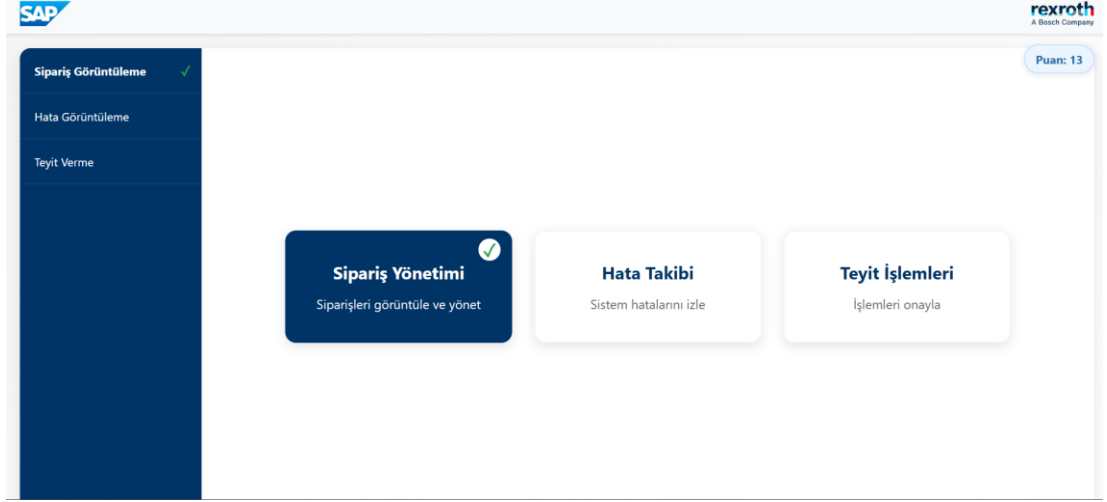 SAP
rexroth
A Bosch Company
Puan: 13
Sipariş Görüntüleme
Hata Görüntüleme
Teyit Verme
Sipariş Yönetimi
Siparişleri görüntüle ve yönet
Hata Takibi
Sistem hatalarını izle
Teyit İşlemleri
İşlemleri onayla